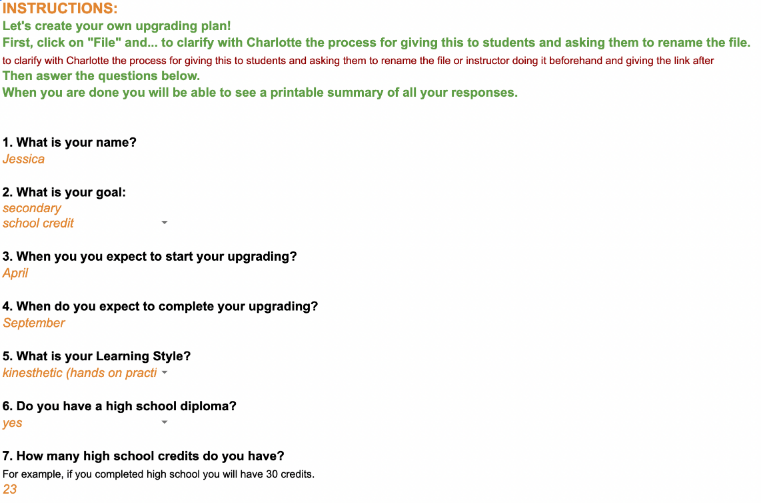 INSTRUCTIONS:
Let's create your own upgrading plan!
First, click on "File" and... to clarify with Charlotte the process for giving this to students and asking them to rename the file.
to clarify with Charlotte the process for giving this to students and asking them to rename the file or instructor doing it beforehand and giving the link after
Then aswer the questions below.
When you are done you will be able to see a printable summary of all your responses.
1. What is your name?
Jessica
2. What is your goal:
secondary
school credit
3. When you you expect to start your upgrading?
April
4. When do you expect to complete your upgrading?
September
5. What is your Learning Style?
kinesthetic (hands on practi
6. Do you have a high school diploma?
yes
7. How many high school credits do you have?
For example, if you completed high school you will have 30 credits.
23